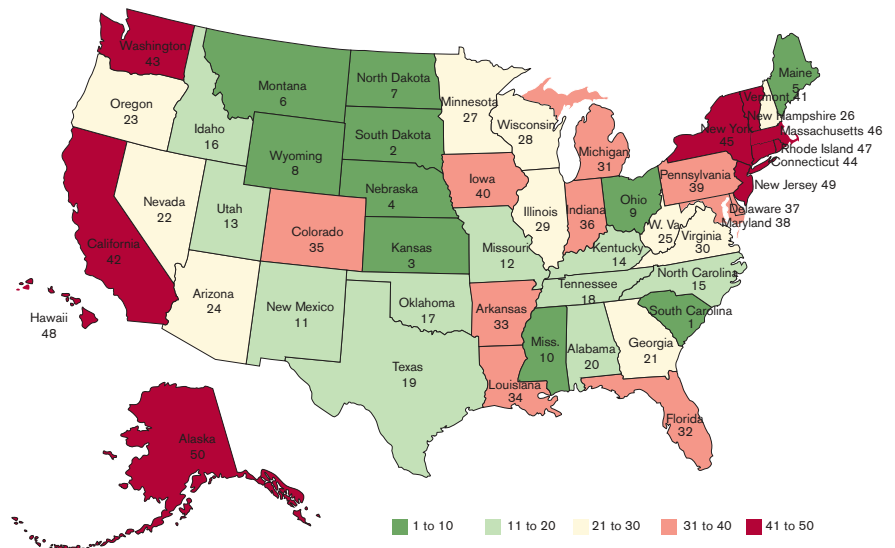 Washington
43
Oregon
23
California
42
Nevada
22
Idaho
16
Montana
6
Wyoming
8
Utah
13
Arizona
24
Colorado
35
New Mexico
11
North Dakota
7
South Dakota
2
Nebraska
4
Kansas
3
Oklahoma
17
Texas
19
Minnesota
27
Iowa
40
Missouri
12
Arkansas
33
Louisiana
34
Wisconsin
28
Illinois
29
Michigan
31
Indiana
36
Ohio
9
Kentucky
14
Tennessee
18
Miss.
10
Alabama
20
Georgia
21
Florida
32
South Carolina
1
North Carolina
15
W. Va.
25
Virginia
30
Pennsylvania
39
New York
45
Maine
5
Vermont 41
New Hampshire 26
Massachusetts 46
Rhode Island 47
Connecticut 44
New Jersey 49
Delaware 37
Maryland 38
Hawaii
48
Alaska
50
1 to 10
11 to 20
21 to 30
31 to 40
41 to 50